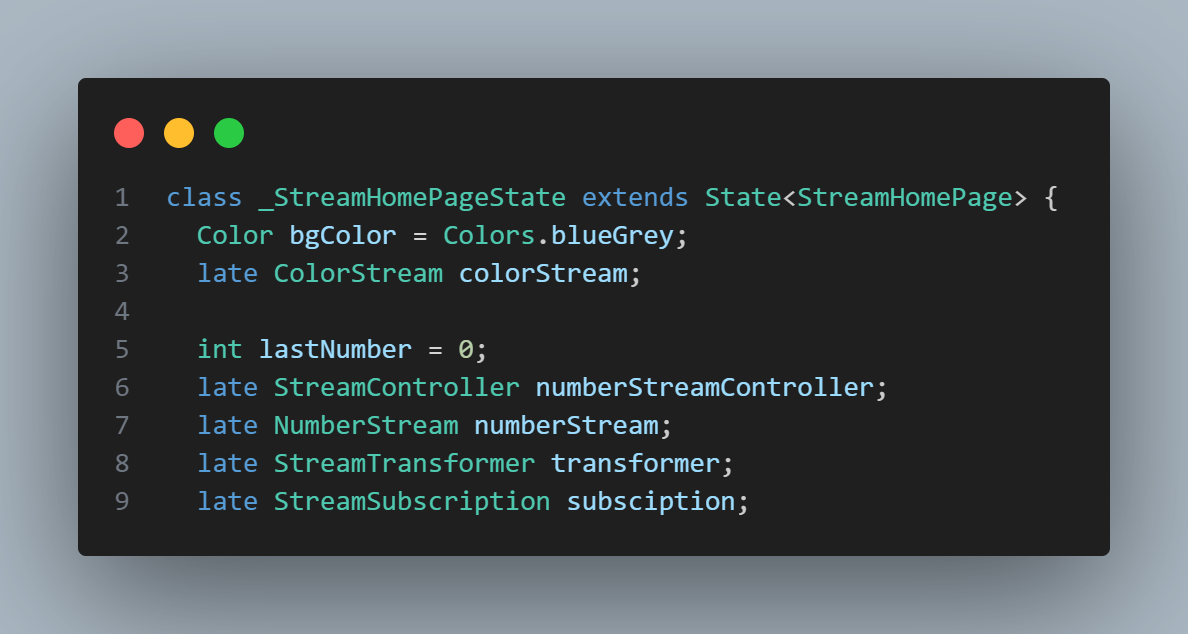 1 class _StreamHomePageState extends State<StreamHomePage> {
2 Color bgColor = Colors.blueGrey;
3 late ColorStream colorStream;
4
5 int lastNumber = 0;
6 late StreamController numberStreamController;
7 late NumberStream numberStream;
8 late StreamTransformer transformer;
9 late StreamSubscription subsciption;